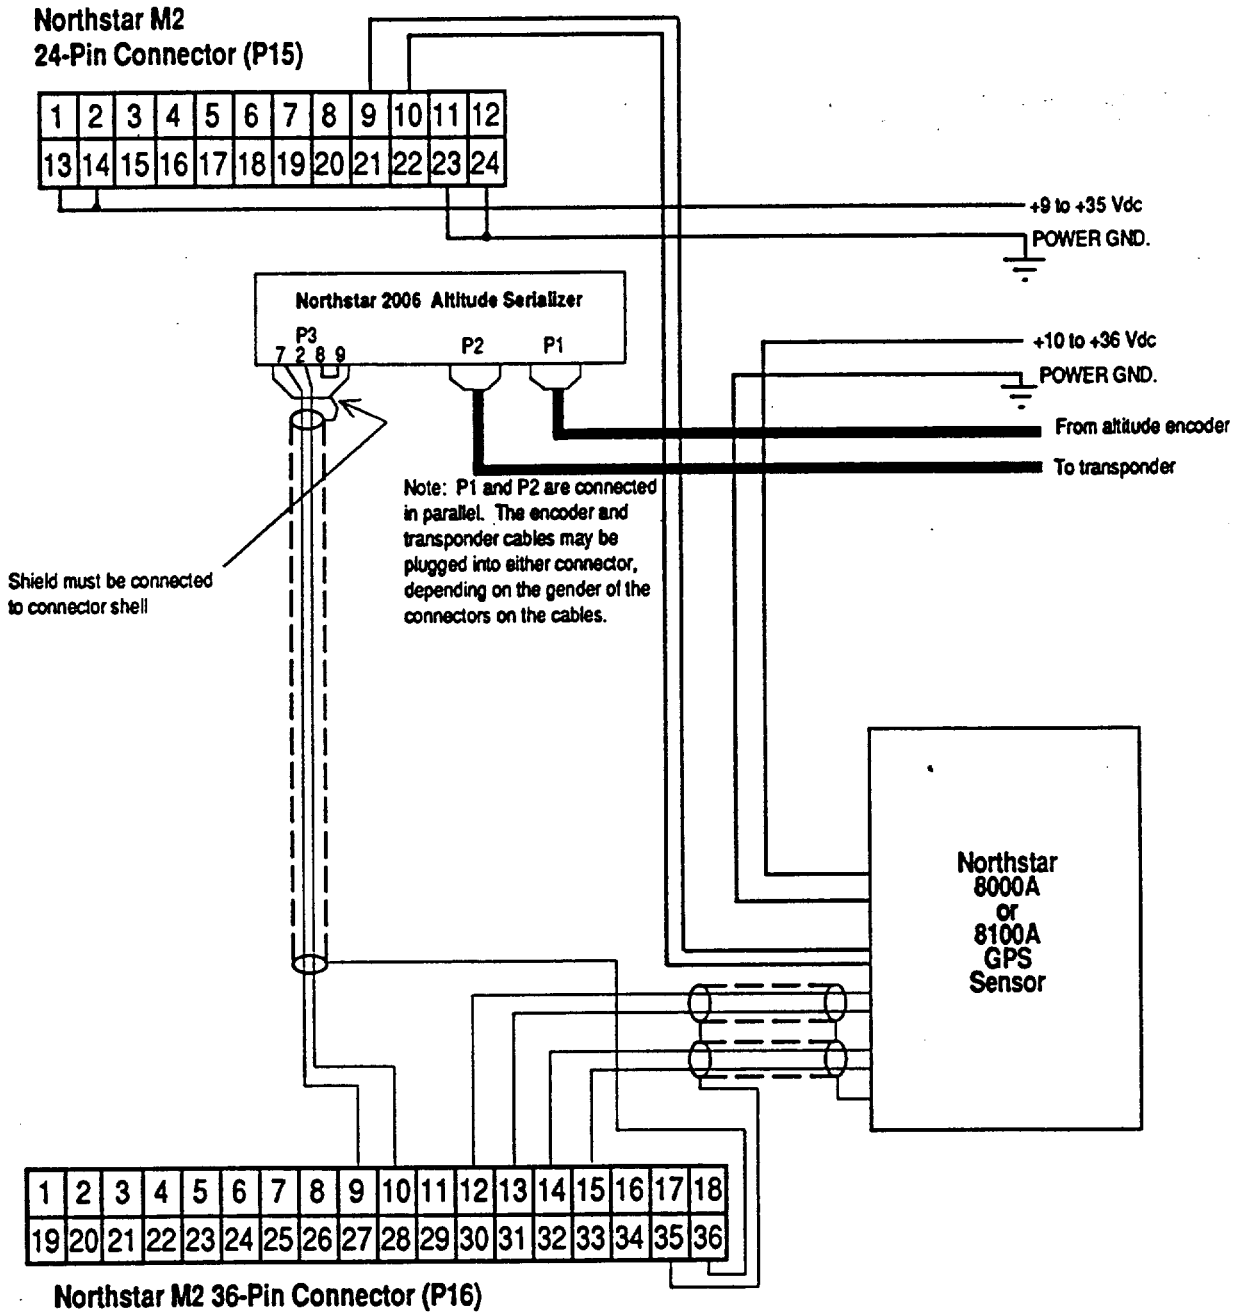 Northstar M2
24-Pin Connector (P15)
1 2 3 4 5 6 7 8 9 10 11 12
13 14 15 16 17 18 19 20 21 22 23 24
+9 to +35 Vdc
POWER GND.
Northstar 2006 Altitude Serializer
P3
7 2 8 9
P2
P1
+10 to +36 Vdc
POWER GND.
From altitude encoder
To transponder
Note: P1 and P2 are connected
in parallel. The encoder and
transponder cables may be
plugged into either connector,
depending on the gender of the
connectors on the cables.
Shield must be connected
to connector shell
Northstar
8000A
or
8100A
GPS
Sensor
1 2 3 4 5 6 7 8 9 10 11 12 13 14 15 16 17 18
19 20 21 22 23 24 25 26 27 28 29 30 31 32 33 34 35 36
Northstar M2 36-Pin Connector (P16)